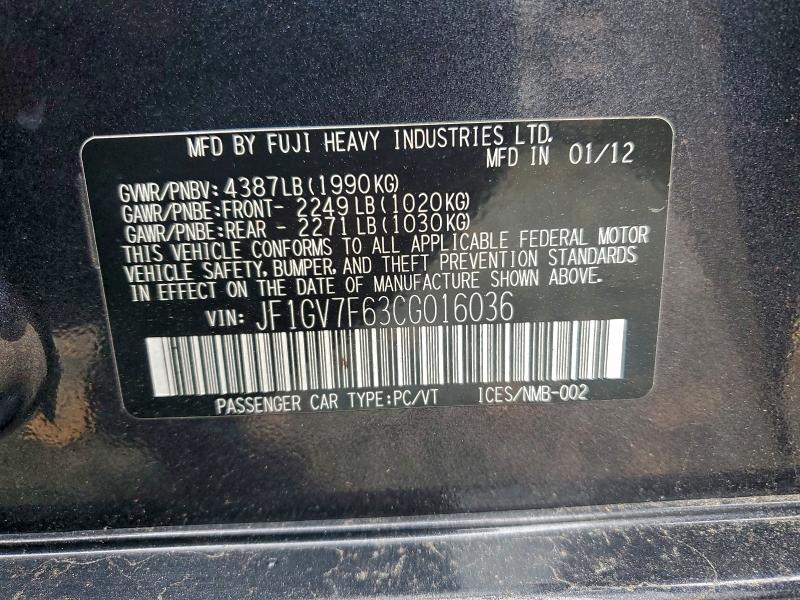 MFD BY FUJI HEAVY INDUSTRIES LTD.
MFD IN 01/12
GVWR/PNBV: 4387LB(1990KG)
GAWR/PNBE:FRONT- 2249LB(1020KG)
GAWR/PNBE:REAR - 2271LB(1030KG)
THIS VEHICLE CONFORMS TO ALL APPLICABLE FEDERAL MOTOR
VEHICLE SAFETY, BUMPER, AND THEFT PREVENTION STANDARDS
IN EFFECT ON THE DATE OF MANUFACTURE SHOWN ABOVE.
VIN: JF1GV7F63CG016036
PASSENGER CAR TYPE:PC/VT ICES/NMB-002